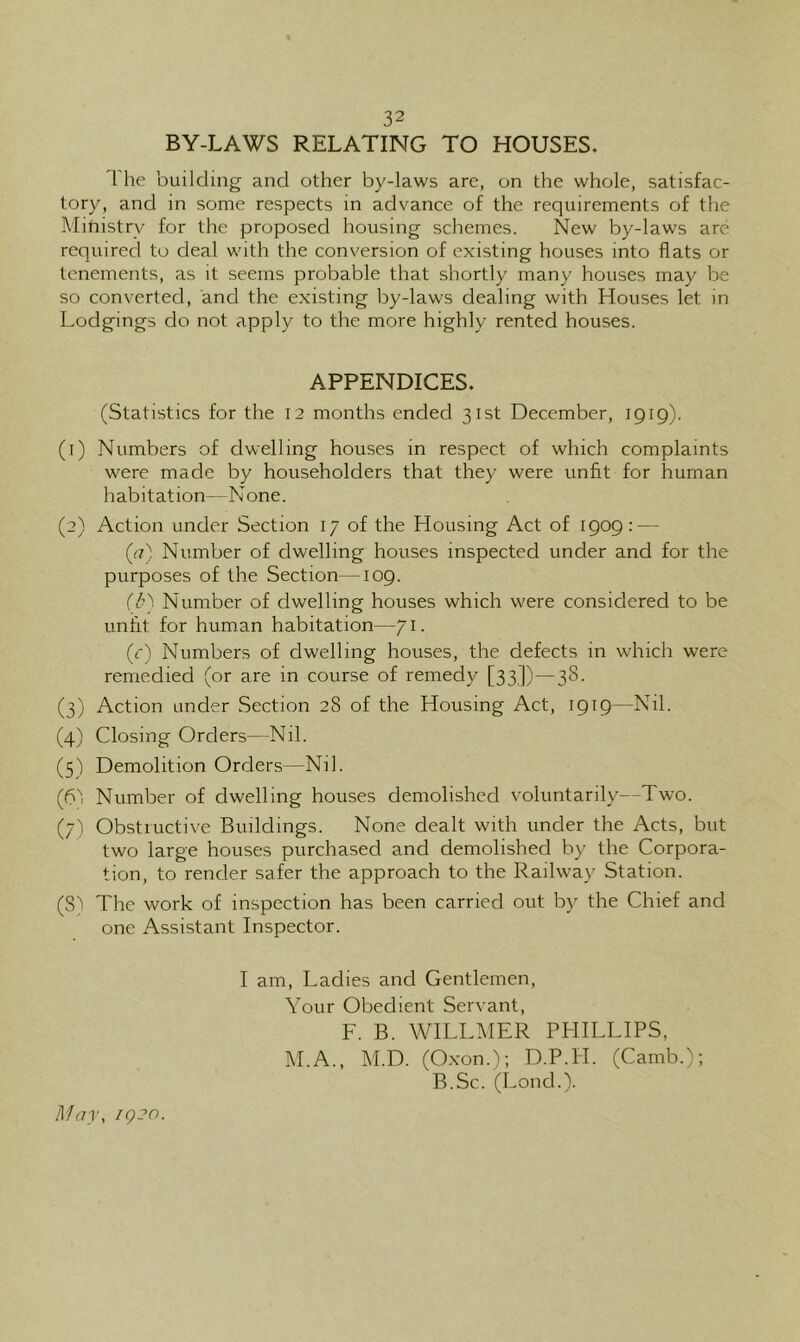 32
BY-LAWS RELATING TO HOUSES.
The building and other by-laws are, on the whole, satisfac-
tory, and in some respects in advance of the requirements of the
Ministry for the proposed housing schemes. New by-laws are
required to deal with the conversion of existing houses into flats or
tenements, as it seems probable that shortly many houses may be
so converted, and the existing by-laws dealing with Houses let in
Lodgings do not apply to the more highly rented houses.
APPENDICES.
(Statistics for the 12 months ended 31st December, 1919).
(1) Numbers of dwelling houses in respect of which complaints
were made by householders that they were unfit for human
habitation—None.
(2) Action under Section 17 of the Housing Act of 1909:—
(a) Number of dwelling houses inspected under and for the
purposes of the Section—109.
(b) Number of dwelling houses which were considered to be
unfit for human habitation—71.
(c) Numbers of dwelling houses, the defects in which were
remedied (or are in course of remedy [33])—38.
(3) Action under Section 28 of the Housing Act, 1919—Nil.
(4) Closing Orders—Nil.
(5) Demolition Orders—Nil.
(6) Number of dwelling houses demolished voluntarily—Two.
(7) Obstructive Buildings. None dealt with under the Acts, but
two large houses purchased and demolished by the Corpora-
tion, to render safer the approach to the Railway Station.
(8) The work of inspection has been carried out by the Chief and
one Assistant Inspector.
I am, Ladies and Gentlemen,
Your Obedient Servant,
F. B. WILLMER PHILLIPS,
M.A., M.D. (Oxon.); D.P.H. (Camb.);
B.Sc. (Lond.).
May, 1920.